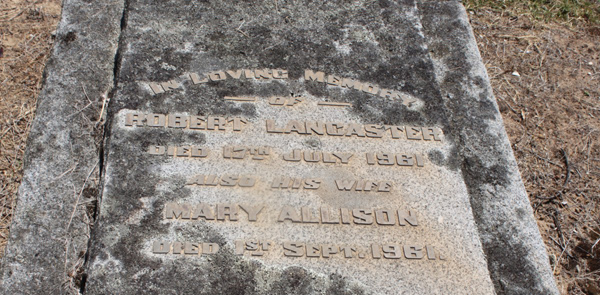 IN LOVING MEMORY
OF
ROBERT LANCASTER
DIED 17TH JULY 1961
ALSO HIS WIFE
MARY ALLISON
DIED 1ST SEPT. 1961.